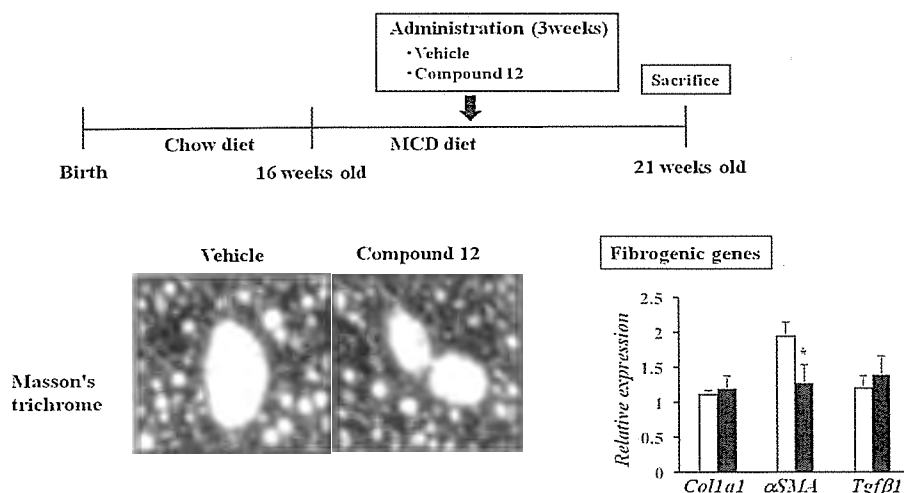 Administration (3weeks)
・Vehicle
・Compound 12
Sacrifice
Chow diet
MCD diet
Birth
16 weeks old
21 weeks old
Vehicle
Compound 12
Fibrogenic genes
Masson's
trichrome
Relative expression
2.5
2
1.5
1
0.5
0
*
Col1a1
αSMA
Tgfβ1